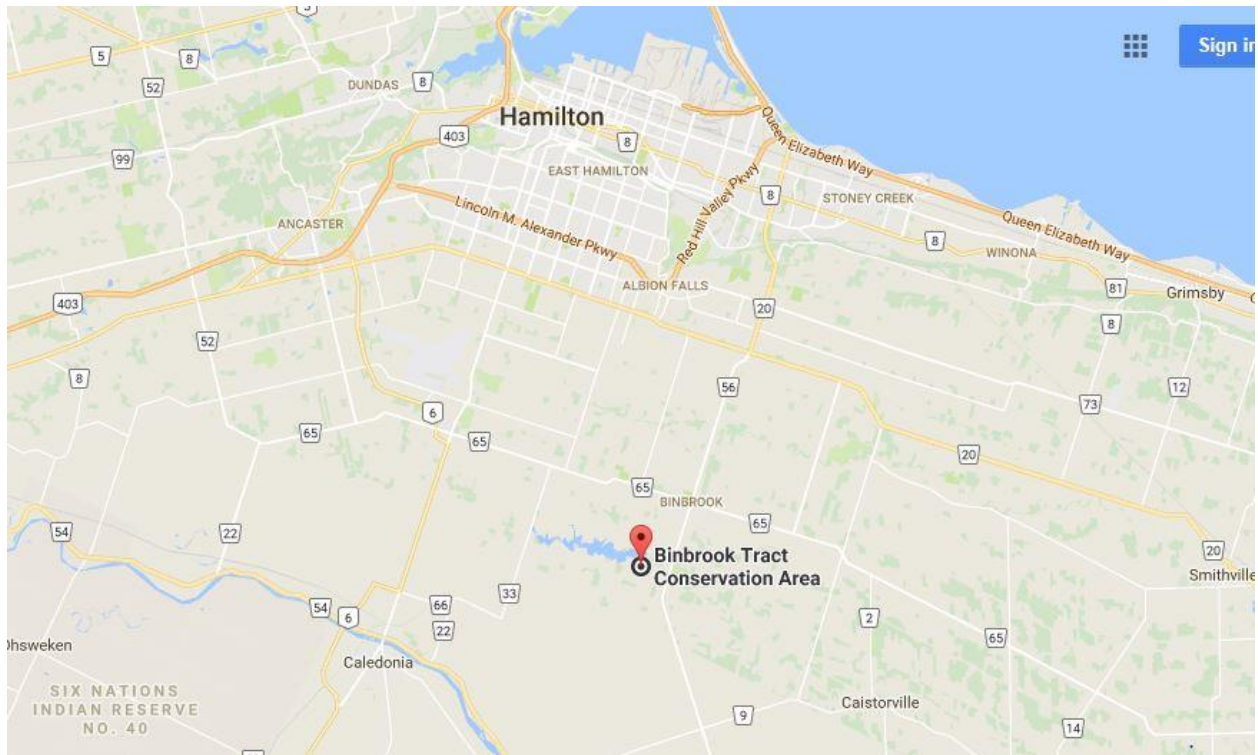 5
3
8
52
DUNDAS
8
Sign in
Hamilton
403
8
Queen Elizabeth Way
99
EAST HAMILTON
Red Hill Valley Pkwy
8
STONEY CREEK
Lincoln M. Alexander Pkwy
ANCASTER
Queen Elizabeth Way
8
WINONA
ALBION FALLS
81
Grimsby
403
20
8
52
8
56
12
6
73
65
65
20
65
BINBROOK
65
54
22
Binbrook Tract
Conservation Area
20
Smithville
33
54
66
6
22
2
65
Ohsweken
Caledonia
SIX NATIONS
INDIAN RESERVE
NO. 40
Caistorville
9
14